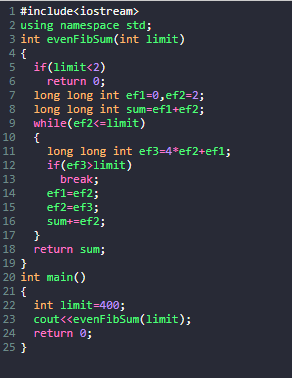 1 #include<iostream>
2 using namespace std;
3 int evenFibSum(int limit)
4 {
5   if(limit<2)
6     return 0;
7   long long int ef1=0,ef2=2;
8   long long int sum=ef1+ef2;
9   while(ef2<=limit)
10   {
11     long long int ef3=4*ef2+ef1;
12     if(ef3>limit)
13       break;
14     ef1=ef2;
15     ef2=ef3;
16     sum+=ef2;
17   }
18   return sum;
19 }
20 int main()
21 {
22   int limit=400;
23   cout<<evenFibSum(limit);
24   return 0;
25 }